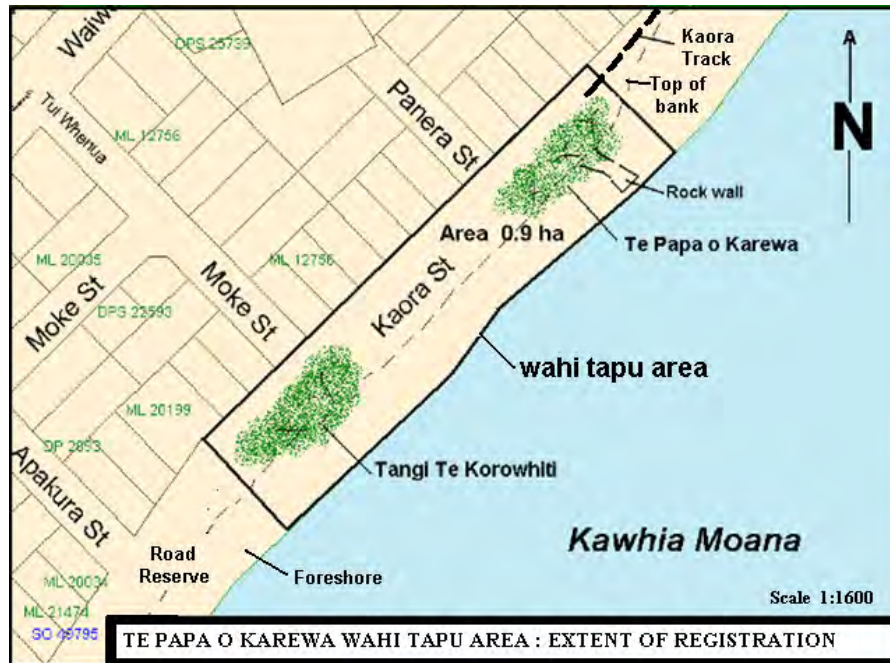 Waiwa
DPS 25739
Kaora
Track
A
Tui Whenua
Panera St
Top of
bank
N
ML 12756
Rock wall
Area 0.9 ha
Te Papa o Karewa
ML 20035
Moke St
ML 12756
Moke St
DPS 22593
Kaora St
wahi tapu area
ML 20199
DP 2893
Tangi Te Korowhiti
Apakura St
Kawhia Moana
Road
Reserve
Foreshore
ML 20034
Scale 1:1600
ML 21474
SO 49795
TE PAPA O KAREWA WAHI TAPU AREA : EXTENT OF REGISTRATION